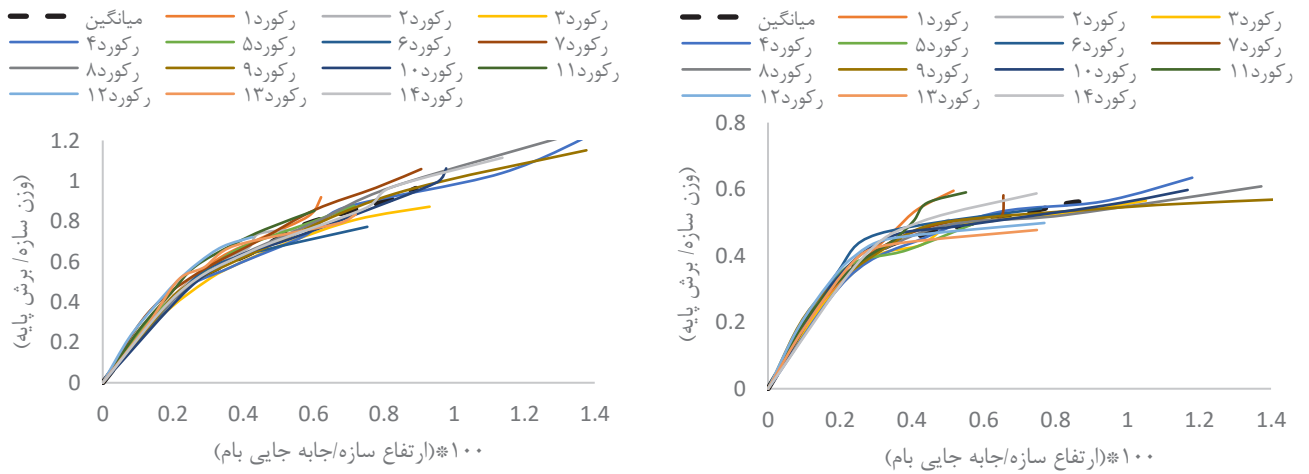 میانگین رکورد۱ رکورد۲ رکورد۳
رکورد۴ رکورد۵ رکورد۶ رکورد۷
رکورد۸ رکورد۹ رکورد۱۰ رکورد۱۱
رکورد۱۲ رکورد۱۳ رکورد۱۴
1.2
1
0.8
0.6
0.4
0.2
0
0 0.2 0.4 0.6 0.8 1 1.2 1.4
(وزن سازه/ برش پایه)
۱۰۰*(ارتفاع سازه/جابه جایی بام)
میانگین رکورد۱ رکورد۲ رکورد۳
رکورد۴ رکورد۵ رکورد۶ رکورد۷
رکورد۸ رکورد۹ رکورد۱۰ رکورد۱۱
رکورد۱۲ رکورد۱۳ رکورد۱۴
0.8
0.6
0.4
0.2
0
0 0.2 0.4 0.6 0.8 1 1.2 1.4
(وزن سازه/ برش پایه)
۱۰۰*(ارتفاع سازه/جابه جایی بام)